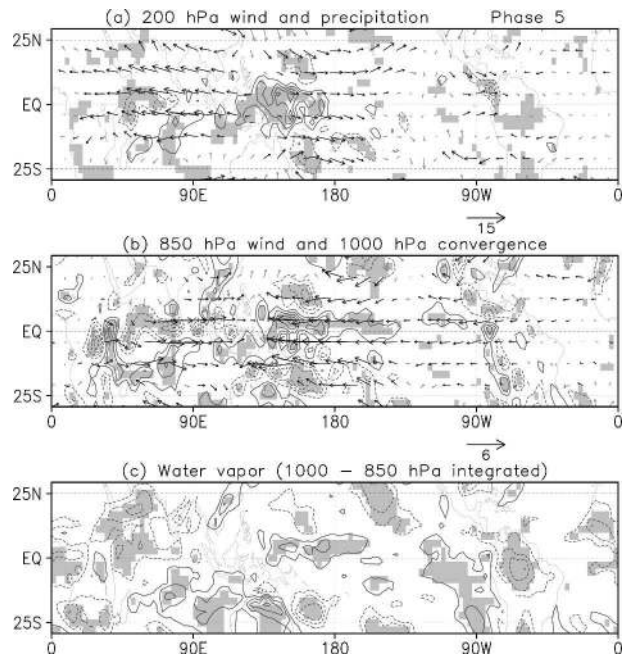 (a) 200 hPa wind and precipitation Phase 5
25N
EQ
25S
0 90E 180 90W 0
15
(b) 850 hPa wind and 1000 hPa convergence
25N
EQ
25S
0 90E 180 90W 0
6
(c) Water vapor (1000 – 850 hPa integrated)
25N
EQ
25S
0 90E 180 90W 0